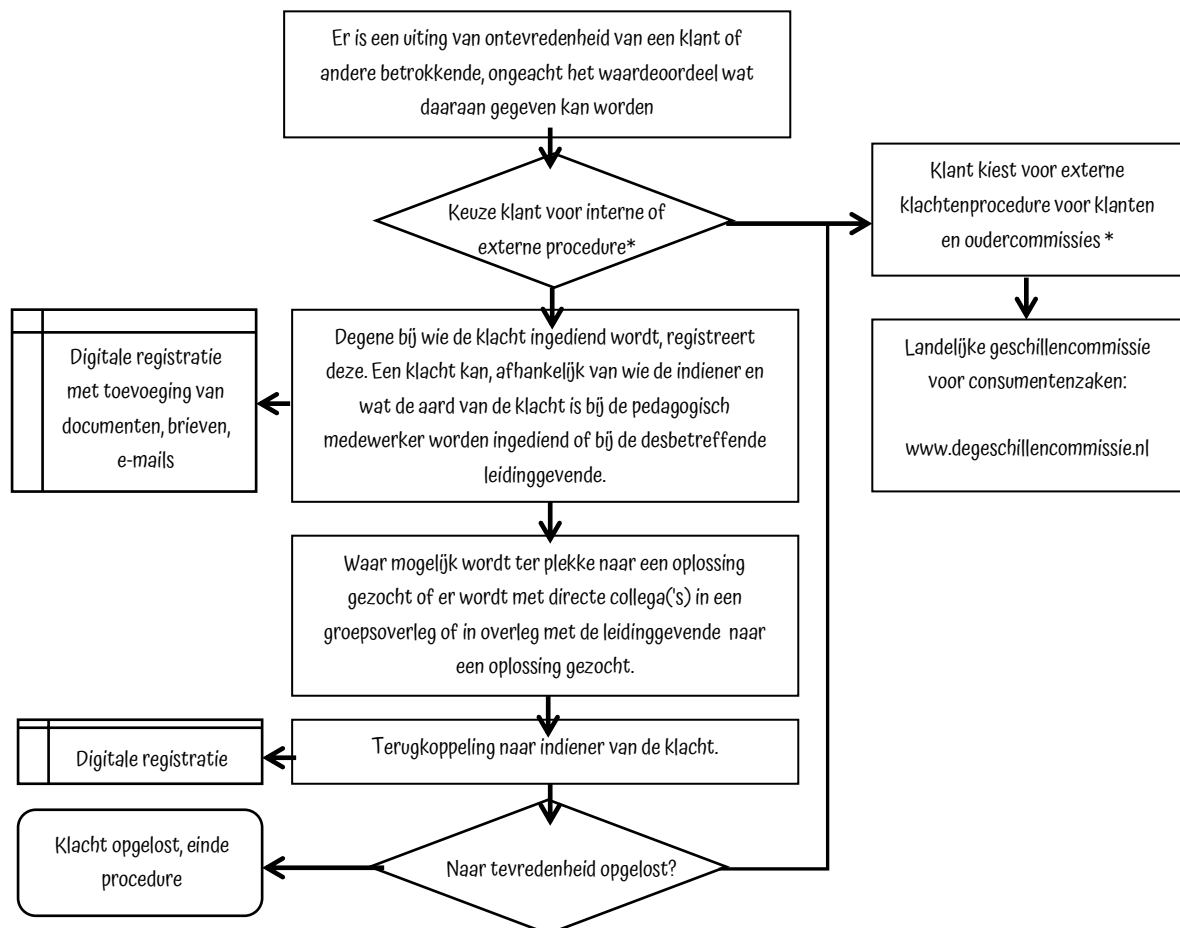 Er is een uiting van ontevredenheid van een klant of
andere betrokkende, ongeacht het waardeoordeel wat
daaraan gegeven kan worden
Keuze klant voor interne of
externe procedure*
Klant kiest voor externe
klachtenprocedure voor klanten
en oudercommissies *
Digitale registratie
met toevoeging van
documenten, brieven,
e-mails
Degene bij wie de klacht ingediend wordt, registreert
deze. Een klacht kan, afhankelijk van wie de indiener en
wat de aard van de klacht is bij de pedagogisch
medewerker worden ingediend of bij de desbetreffende
leidinggevende.
Landelijke geschillencommissie
voor consumentenzaken:
www.degeschillencommissie.nl
Waar mogelijk wordt ter plekke naar een oplossing
gezocht of er wordt met directe collega('s) in een
groepsoverleg of in overleg met de leidinggevende naar
een oplossing gezocht.
Digitale registratie
Terugkoppeling naar indiener van de klacht.
Klacht opgelost, einde
procedure
Naar tevredenheid opgelost?